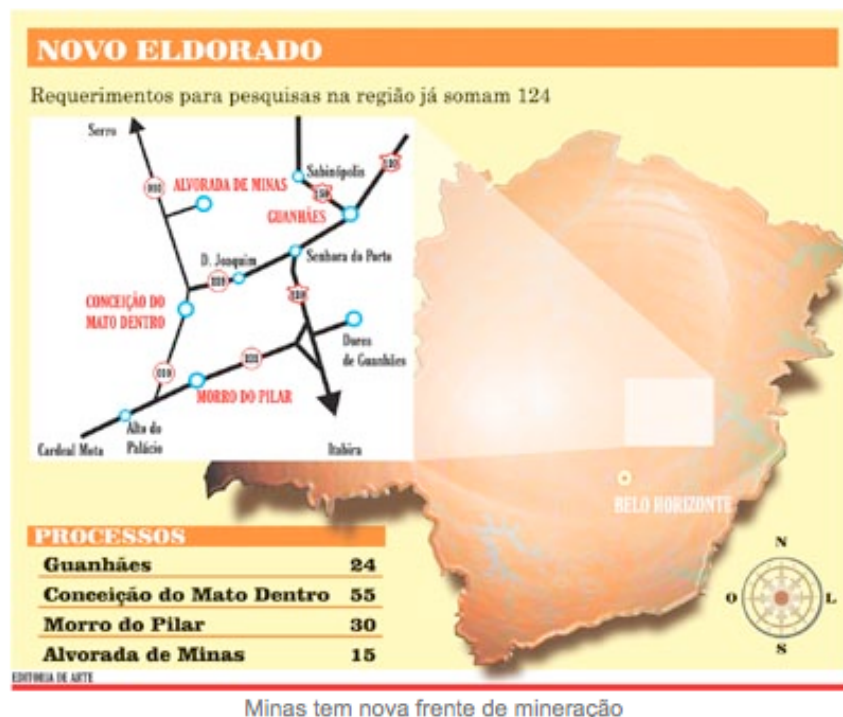 NOVO ELDORADO
Requerimentos para pesquisas na região já somam 124
Serro
Sabinópolis
ALVORADA DE MINAS
GUANHÃES
D. Joaquim
Senhora do Porto
CONCEIÇÃO DO
MATO DENTRO
Dores
de Guanhães
MORRO DO PILAR
Alto do
Palácio
Cardeal Mota
Itabira
BELO HORIZONTE
PROCESSOS
Guanhães 24
Conceição do Mato Dentro 55
Morro do Pilar 30
Alvorada de Minas 15
N
O
L
S
EDITORIA DE ARTE
Minas tem nova frente de mineração